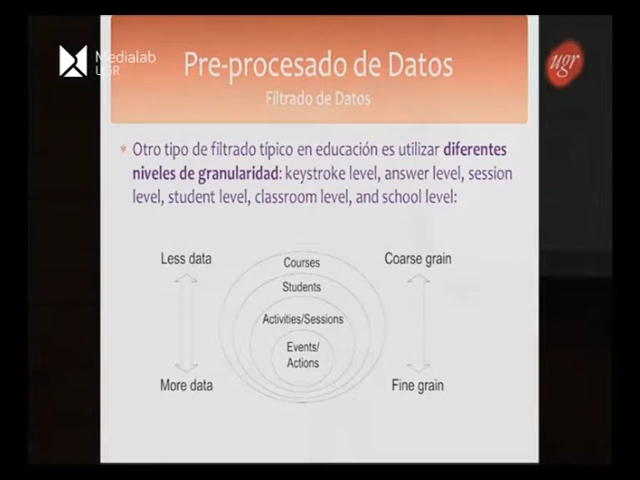 Medialab
UGR
Pre-procesado de Datos
ugr
Filtrado de Datos
* Otro tipo de filtrado típico en educación es utilizar diferentes
niveles de granularidad: keystroke level, answer level, session
level, student level, classroom level, and school level:
Less data
Courses
Coarse grain
Students
Activities/Sessions
Events/
Actions
More data
Fine grain